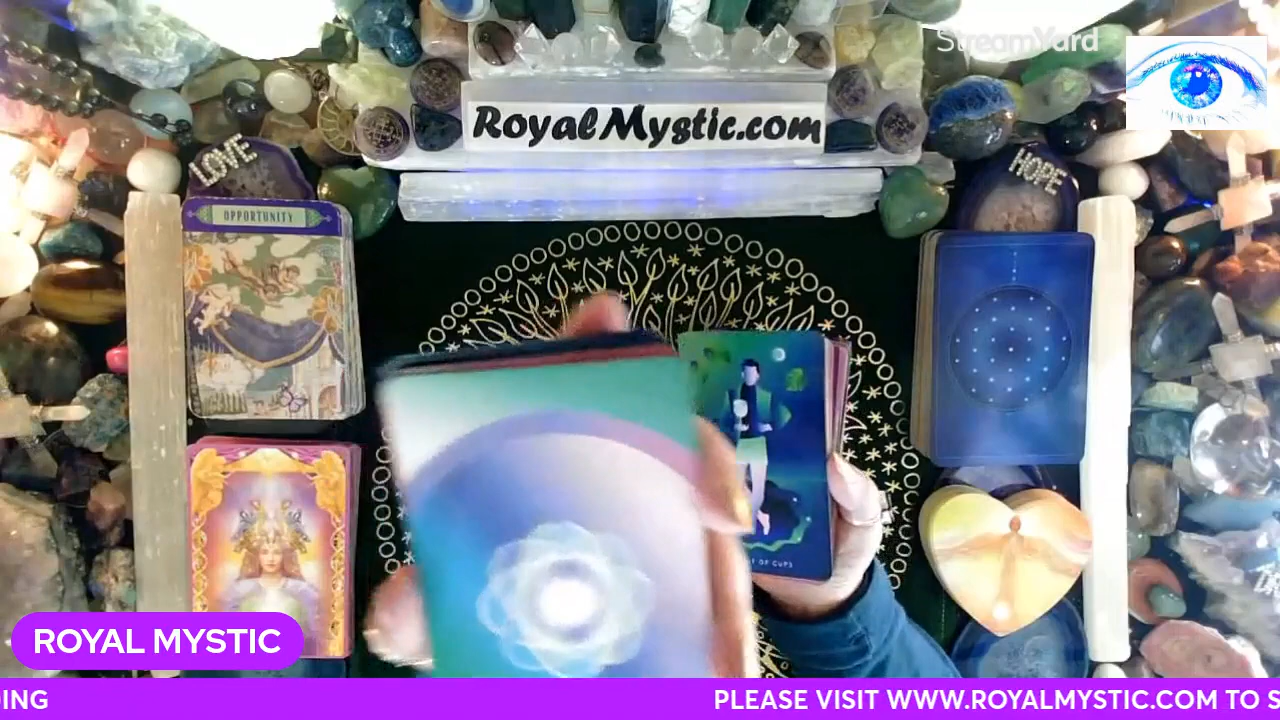 StreamYard
RoyalMystic.com
LOVE
HOPE
OPPORTUNITY
OF CUPS
ROYAL MYSTIC
ING
PLEASE VISIT WWW.ROYALMYSTIC.COM TO S